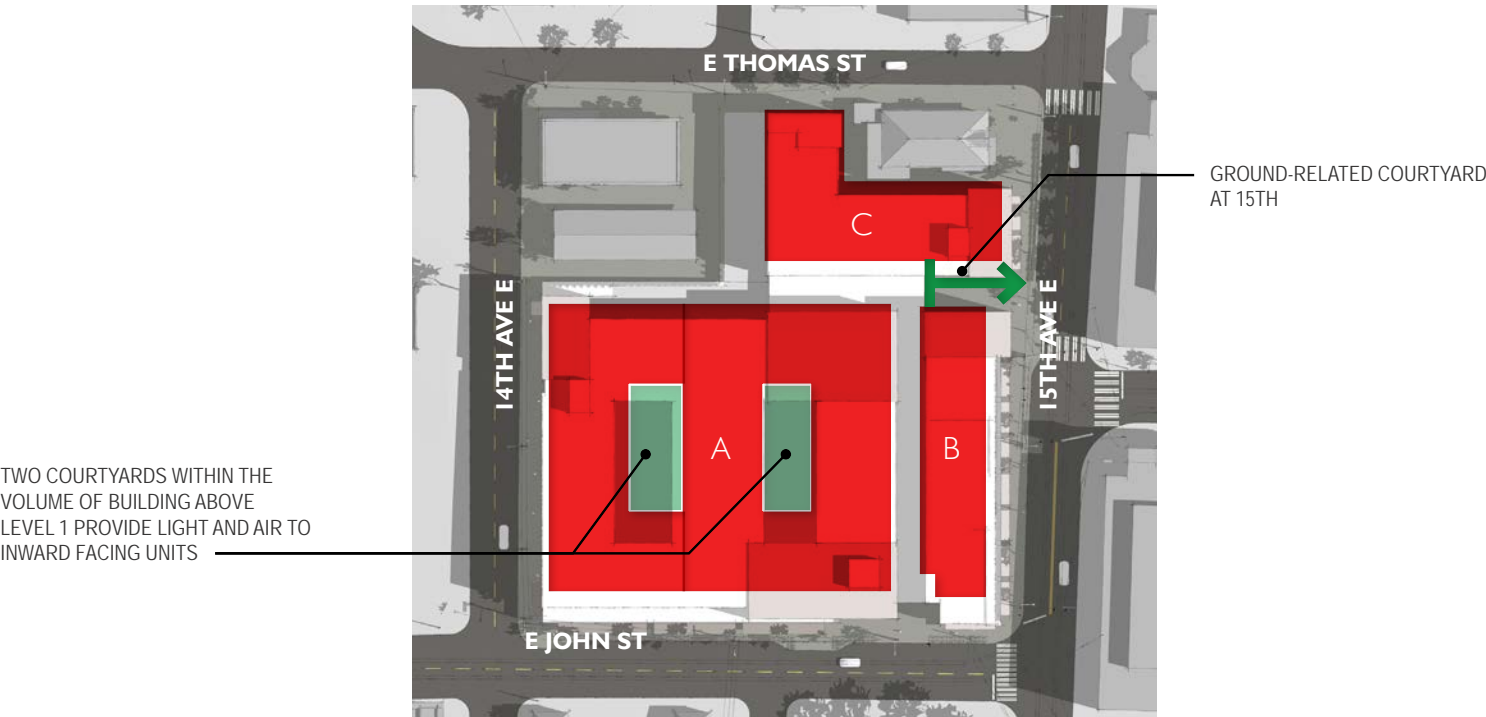 E THOMAS ST
GROUND-RELATED COURTYARD
AT 15TH
C
14TH AVE E
15TH AVE E
A
B
TWO COURTYARDS WITHIN THE
VOLUME OF BUILDING ABOVE
LEVEL 1 PROVIDE LIGHT AND AIR TO
INWARD FACING UNITS
E JOHN ST